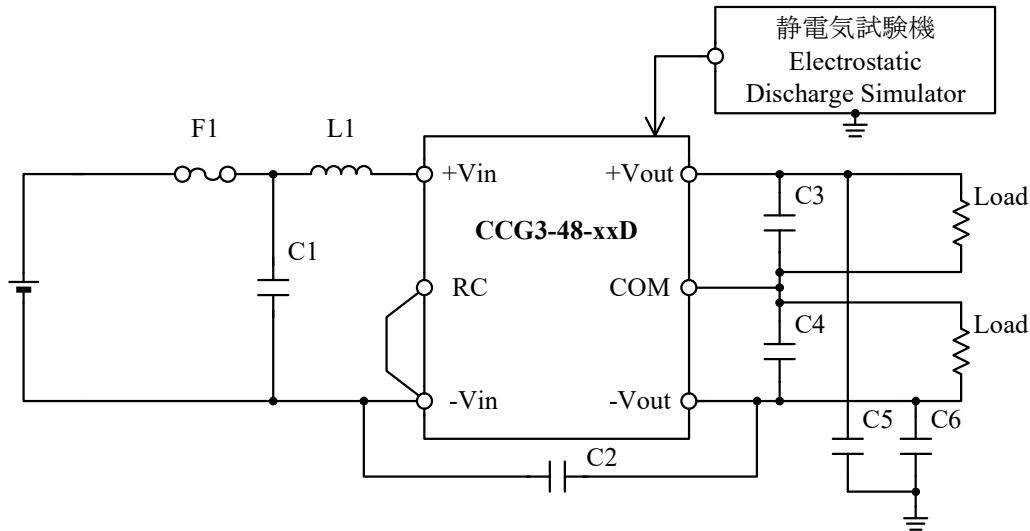 静電気試験機
Electrostatic
Discharge Simulator
F1
L1
+Vin
+Vout
C3
Load
CCG3-48-xxD
C1
RC
COM
C4
Load
-Vin
-Vout
C5
C6
C2